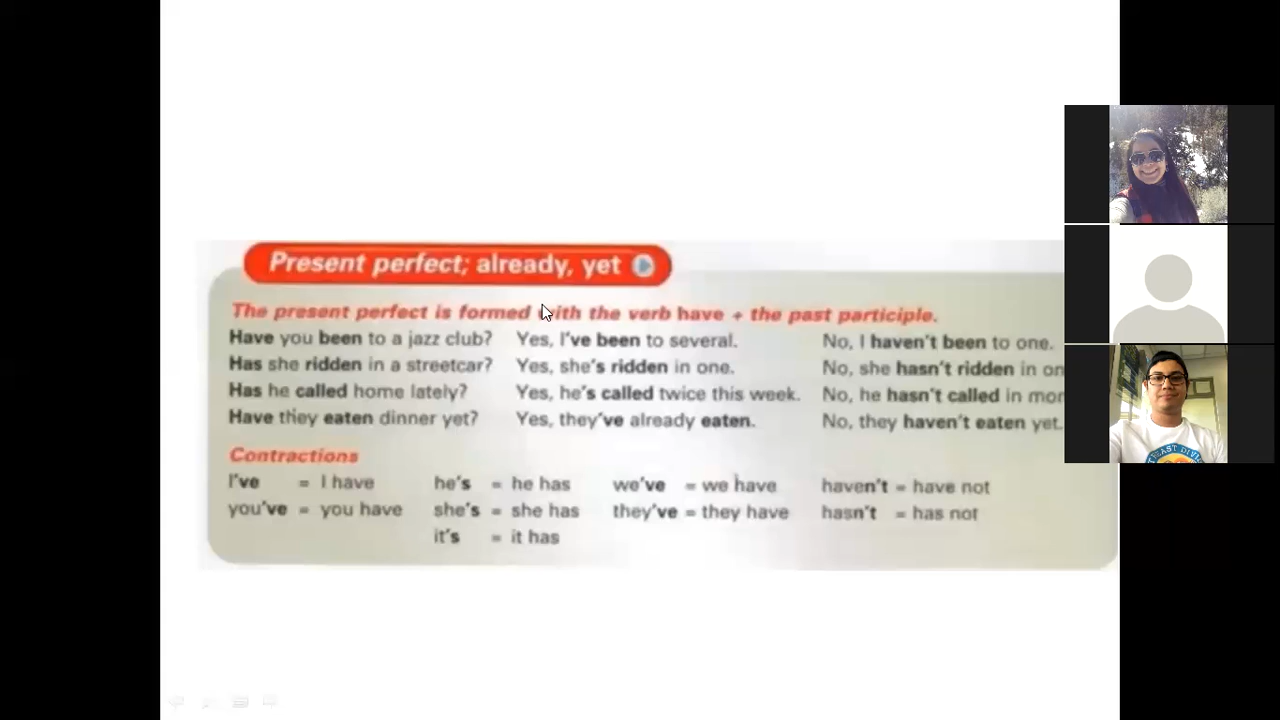 Present perfect; already, yet
The present perfect is formed with the verb have + the past participle.
Have you been to a jazz club? Yes, I've been to several. No, I haven't been to one.
Has she ridden in a streetcar? Yes, she's ridden in one. No, she hasn't ridden in on
Has he called home lately? Yes, he's called twice this week. No, he hasn't called in mor
Have they eaten dinner yet? Yes, they've already eaten. No, they haven't eaten yet.
Contractions
I've = I have he's = he has we've = we have haven't = have not
you've = you have she's = she has they've = they have hasn't = has not
it's = it has